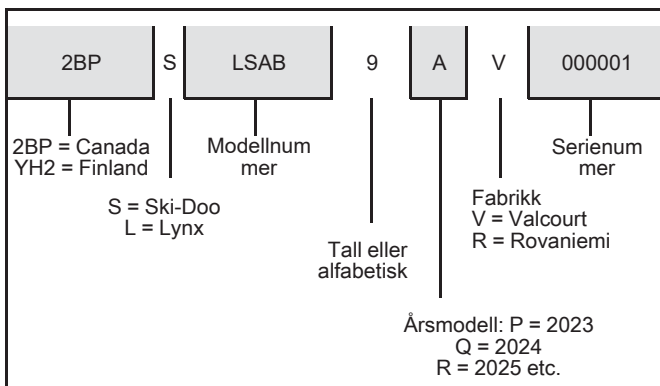 2BP S LSAB 9 A V 000001
2BP = Canada
YH2 = Finland
Modellnum
mer
Serienum
mer
S = Ski-Doo
L = Lynx
Fabrikk
V = Valcourt
R = Rovaniemi
Tall eller
alfabetisk
Årsmodell: P = 2023
Q = 2024
R = 2025 etc.